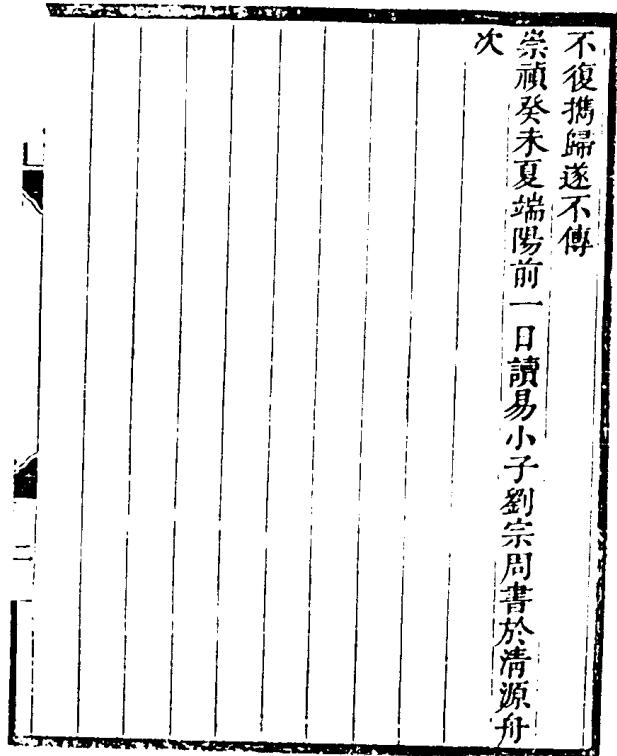 不復携歸遂不傳
崇禎癸未夏端陽前一日讀易小子劉宗周書於清源舟
次
二